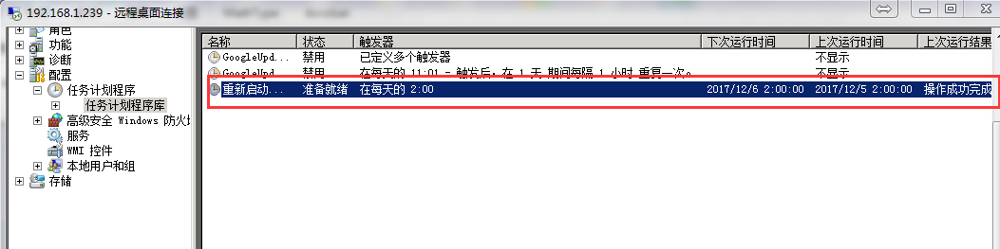 192.168.1.239 - 远程桌面连接
角色
功能
诊断
配置
任务计划程序
任务计划程序库
高级安全 Windows 防火墙
服务
WMI 控件
本地用户和组
存储
名称 状态 触发器 下次运行时间 上次运行时间 上次运行结果
GoogleUpd... 禁用 已定义多个触发器 不显示
GoogleUpd... 禁用 在每天的 11:01 - 触发后，在 1 天 期间每隔 1 小时 重复一次。 不显示
重新启动... 准备就绪 在每天的 2:00 2017/12/6 2:00:00 2017/12/5 2:00:00 操作成功完成